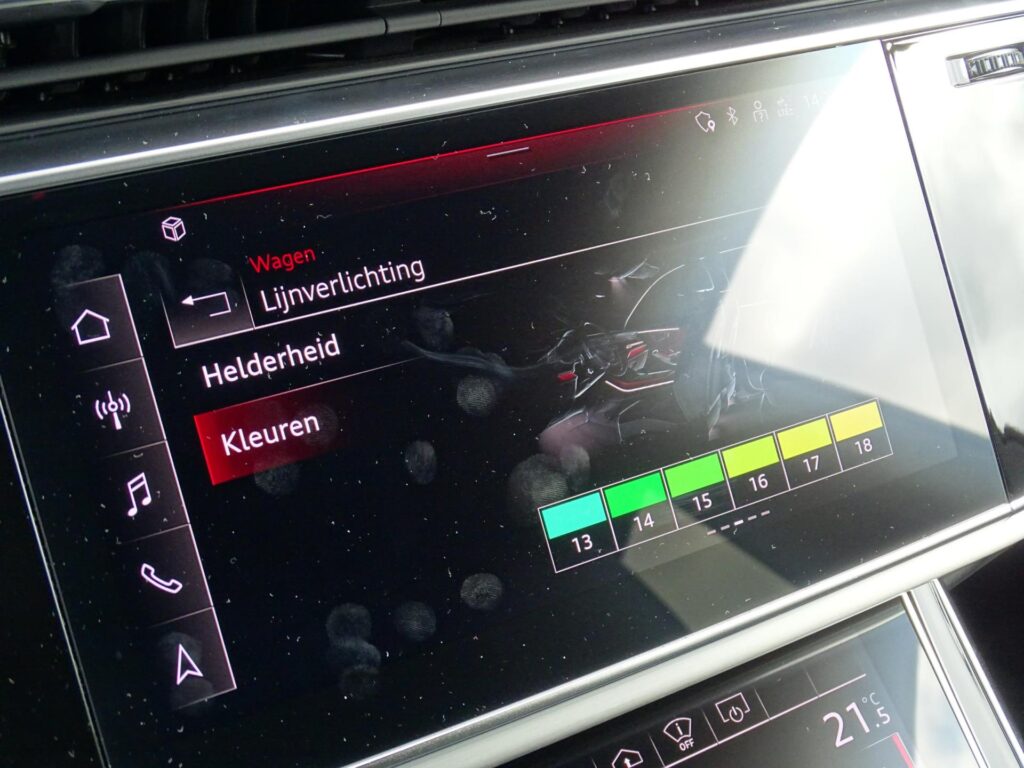 Wagen
Lijnverlichting
Helderheid
Kleuren
13 14 15 16 17 18
OFF
21.5 °C